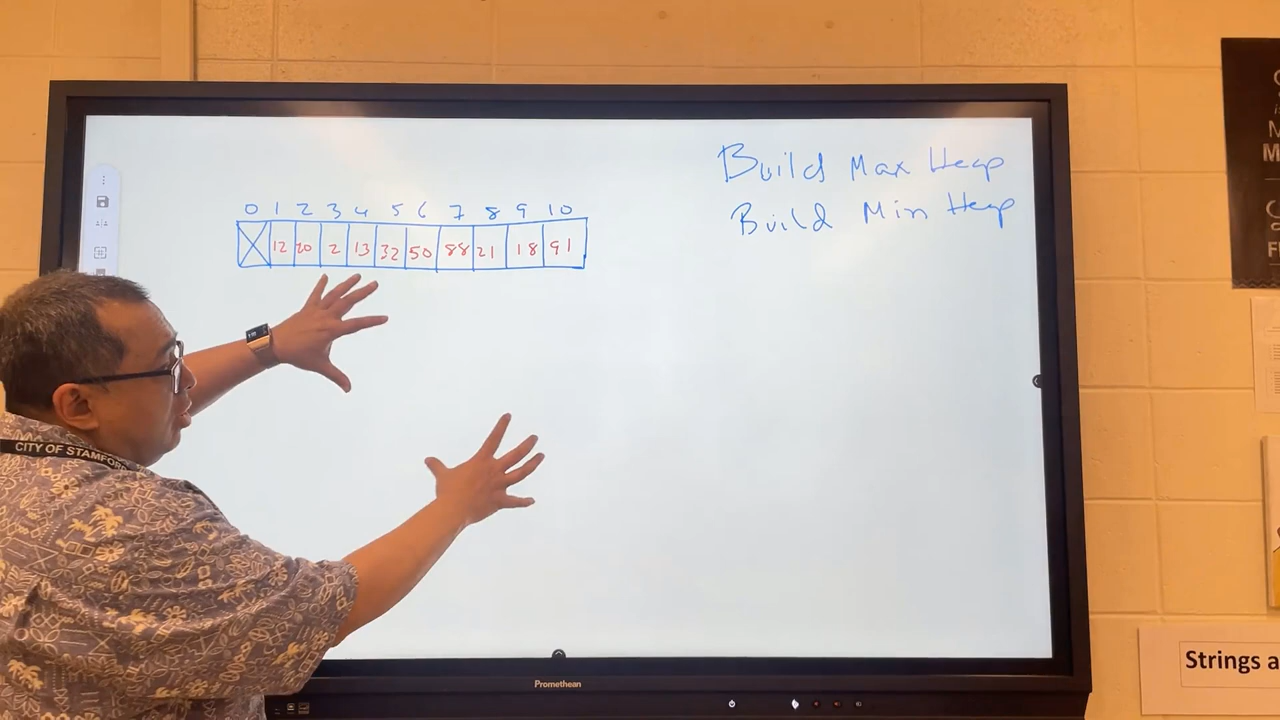 Build Max Heap
Build Min Heap
0 1 2 3 4 5 6 7 8 9 10
12 20 2 13 32 50 88 21 18 91
CITY OF STAMFORD
Promethean
Strings a